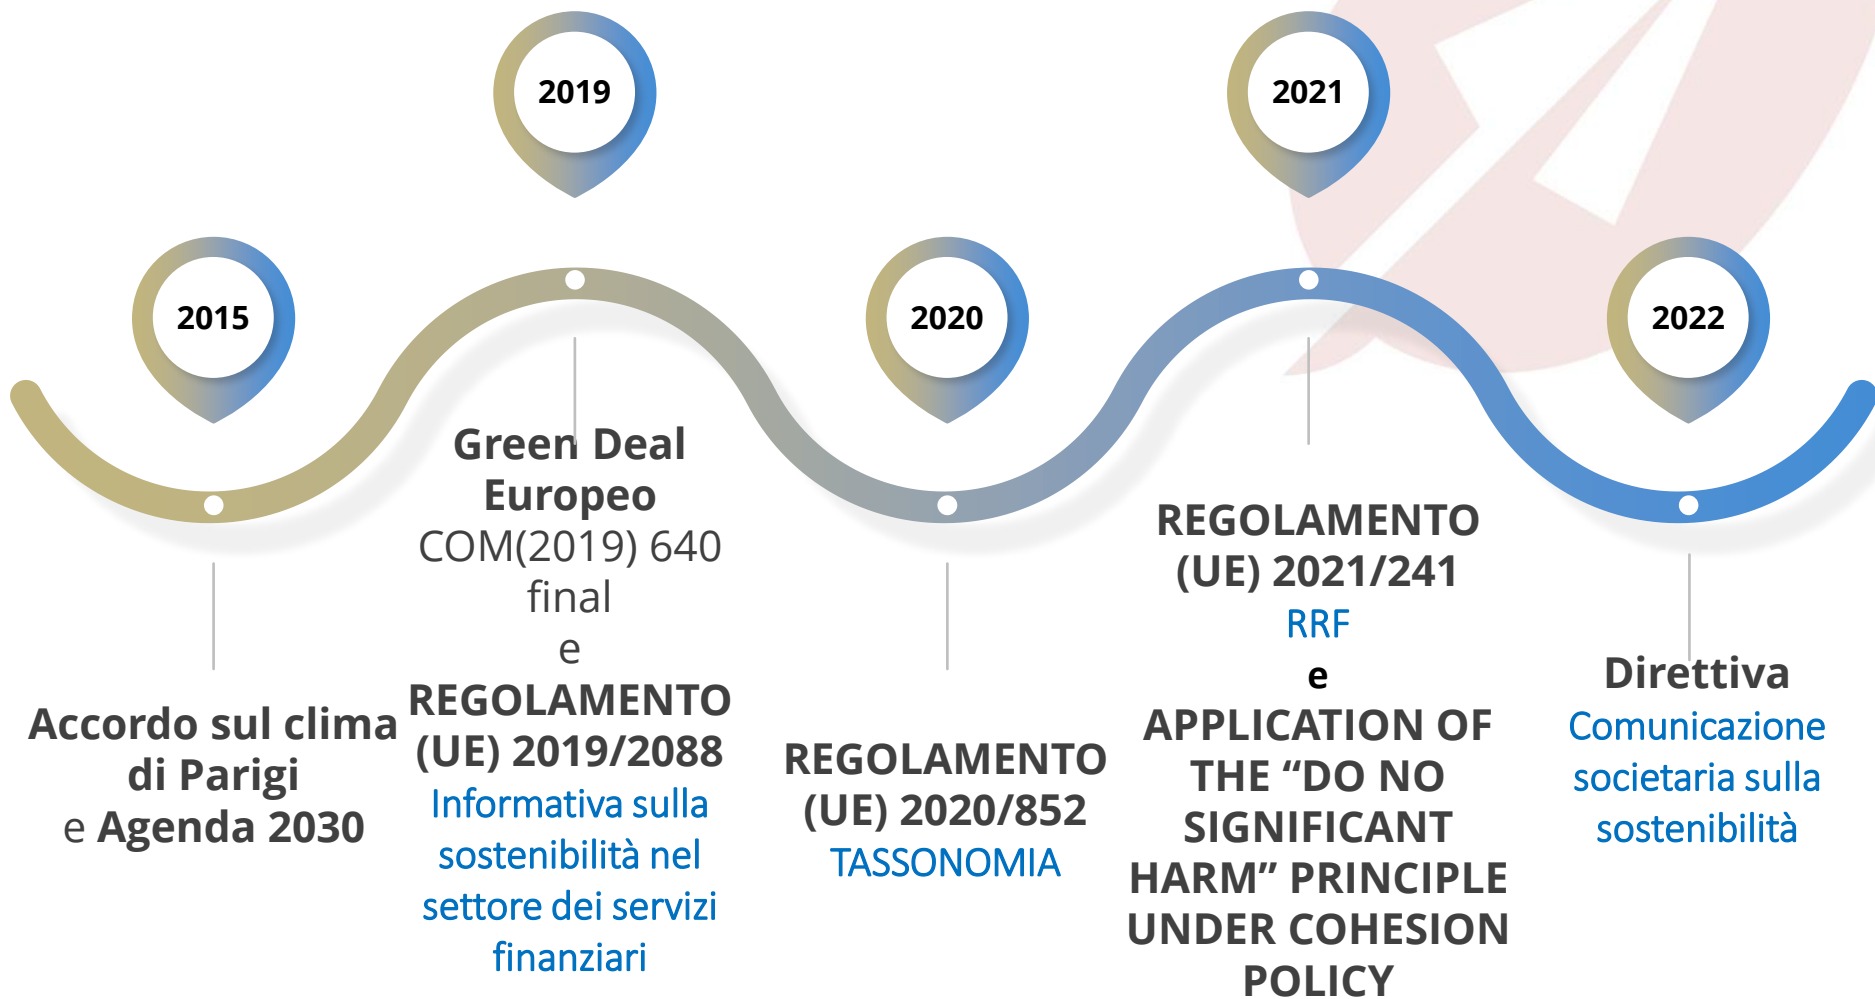 2015
Accordo sul clima
di Parigi
e Agenda 2030
2019
Green Deal
Europeo
COM(2019) 640
final
e
REGOLAMENTO
(UE) 2019/2088
Informativa sulla
sostenibilità nel
settore dei servizi
finanziari
2020
REGOLAMENTO
(UE) 2020/852
TASSONOMIA
2021
REGOLAMENTO
(UE) 2021/241
RRF
e
APPLICATION OF
THE “DO NO
SIGNIFICANT
HARM” PRINCIPLE
UNDER COHESION
POLICY
2022
Direttiva
Comunicazione
societaria sulla
sostenibilità